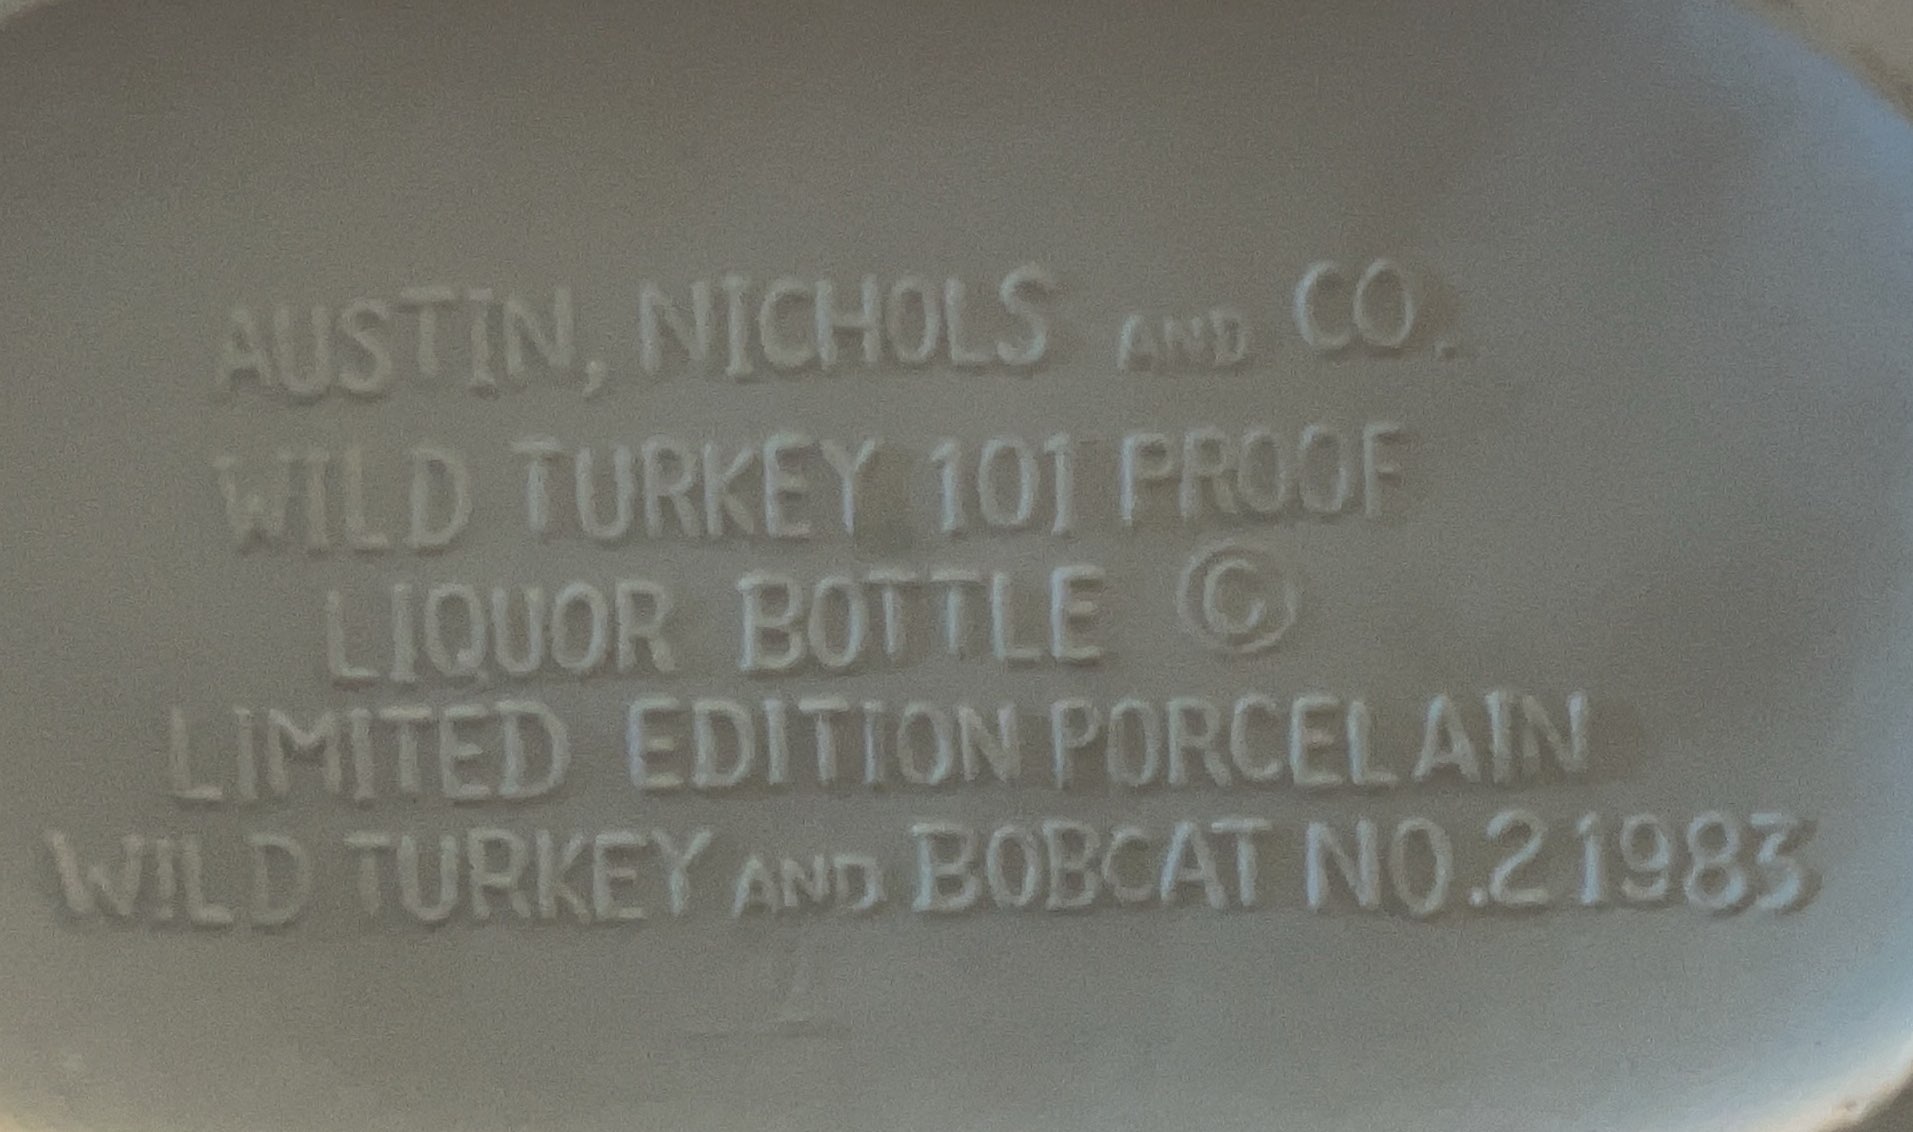 AUSTIN, NICHOLS AND CO.
WILD TURKEY 101 PROOF
LIQUOR BOTTLE ©
LIMITED EDITION PORCELAIN
WILD TURKEY AND BOBCAT NO.2 1983